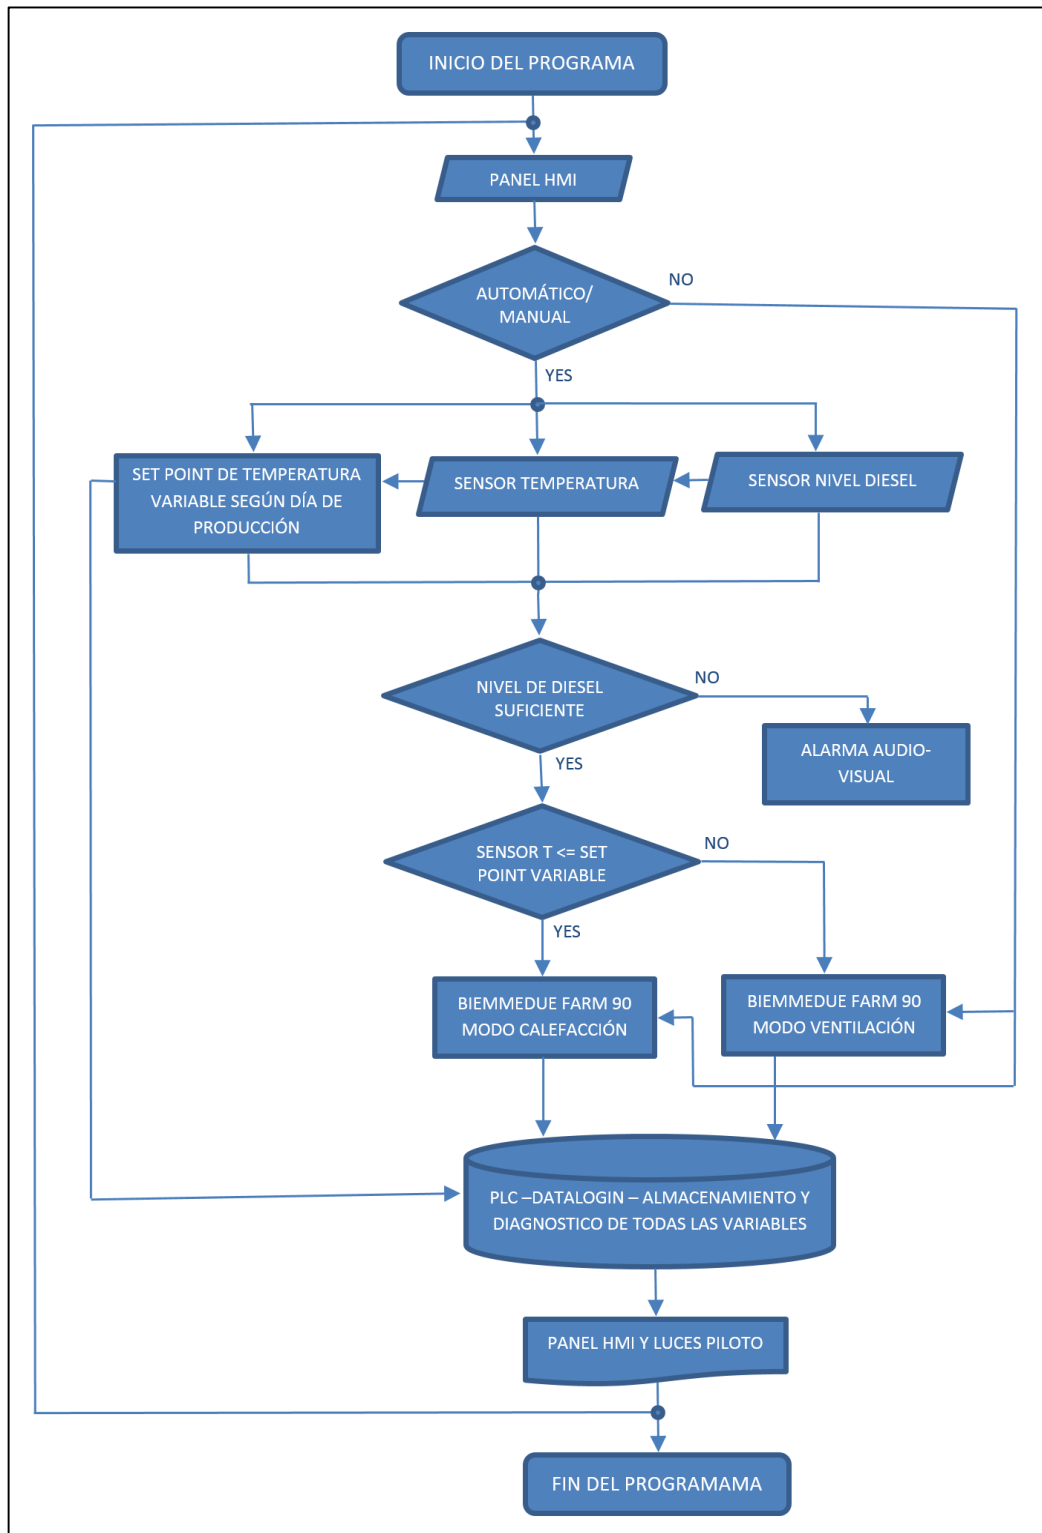 INICIO DEL PROGRAMA
PANEL HMI
AUTOMÁTICO/
MANUAL
NO
YES
SET POINT DE TEMPERATURA
VARIABLE SEGÚN DÍA DE
PRODUCCIÓN
SENSOR TEMPERATURA
SENSOR NIVEL DIESEL
NIVEL DE DIESEL
SUFICIENTE
NO
YES
ALARMA AUDIO-
VISUAL
SENSOR T <= SET
POINT VARIABLE
NO
YES
BIEMMEDUE FARM 90
MODO CALEFACCIÓN
BIEMMEDUE FARM 90
MODO VENTILACIÓN
PLC –DATALOGIN – ALMACENAMIENTO Y
DIAGNOSTICO DE TODAS LAS VARIABLES
PANEL HMI Y LUCES PILOTO
FIN DEL PROGRAMAMA